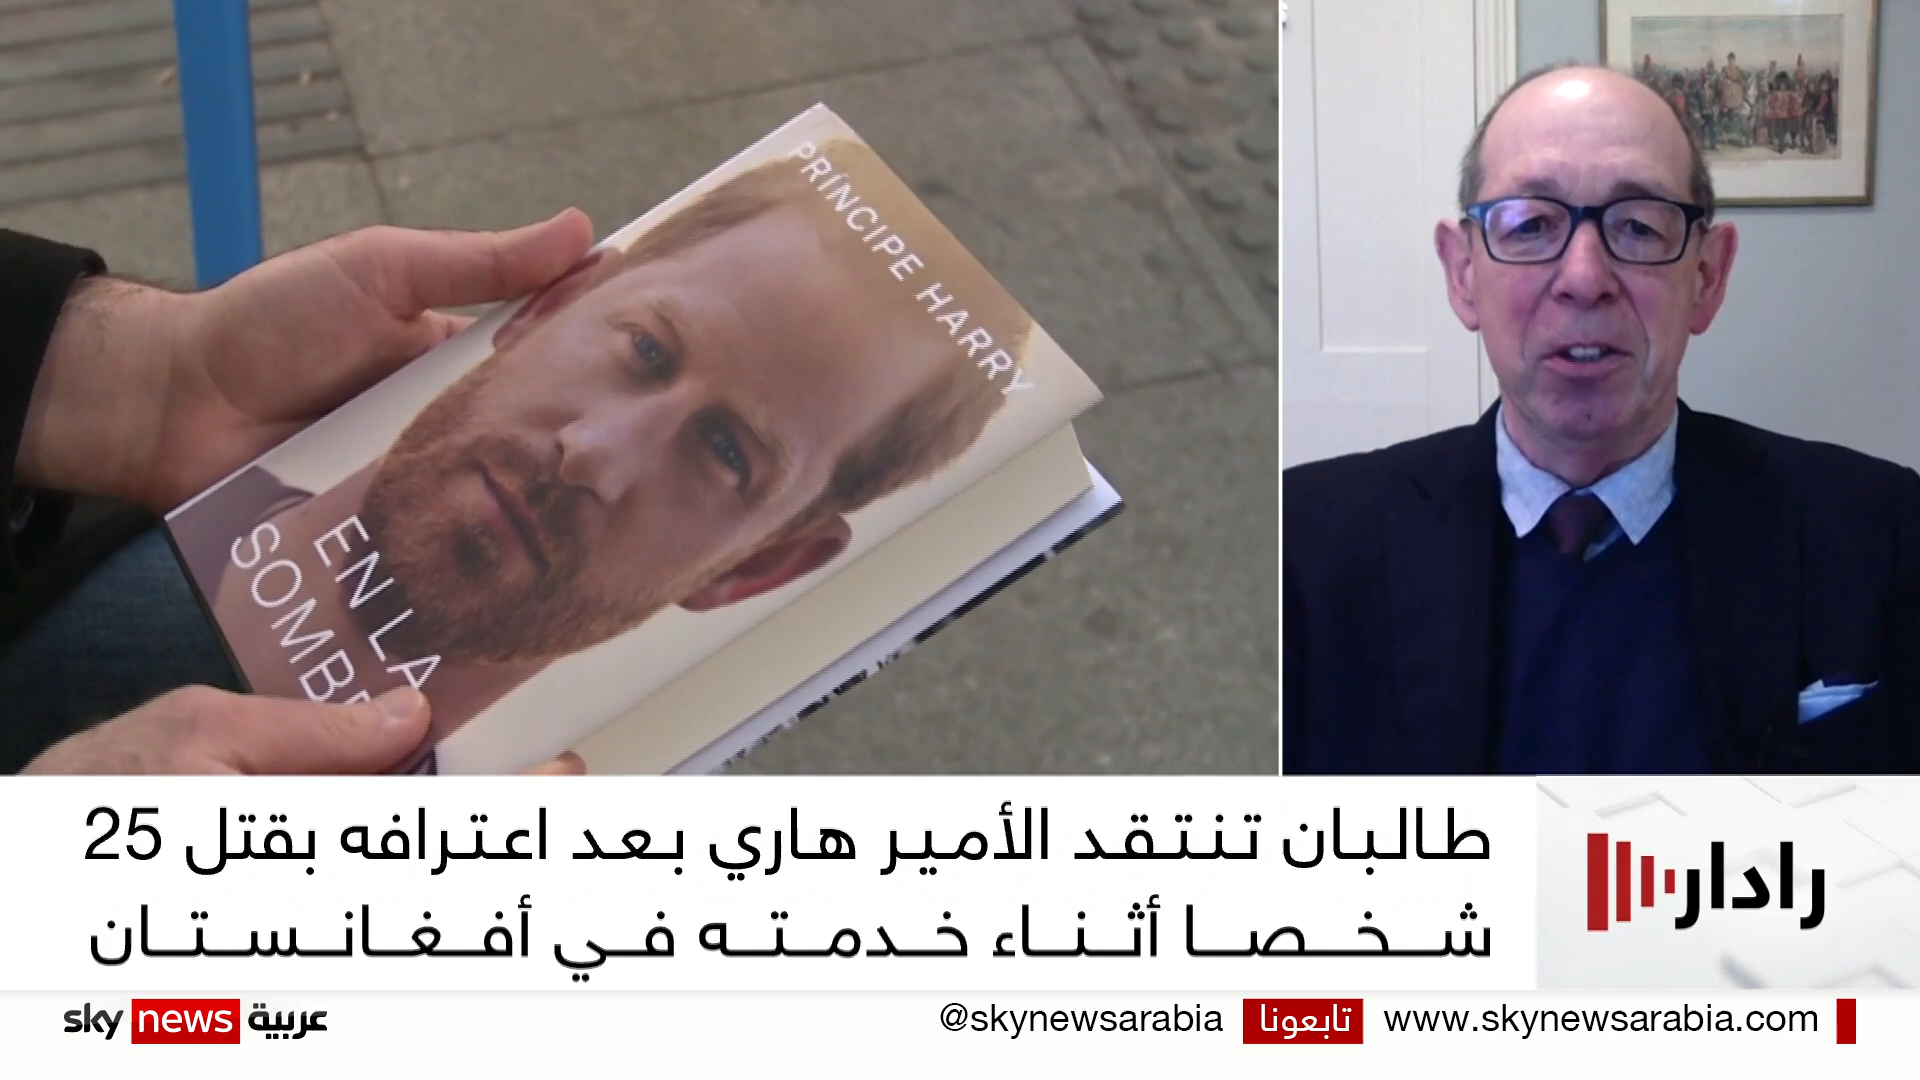 PRÍNCIPE HARRY
EN LA
SOMB
طالبان تنتقد الأمير هاري بعد اعترافه بقتل 25
شخصا أثناء خدمته في أفغانستان
رادار
sky news عربية
@skynewsarabia تابعونا www.skynewsarabia.com